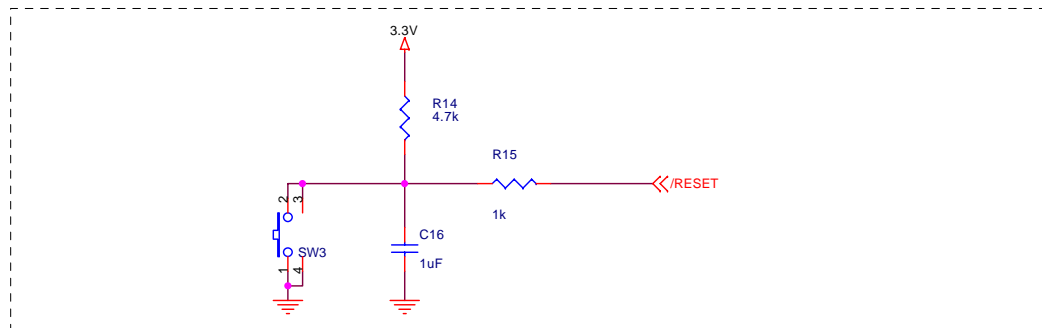 3.3V
R14
4.7k
R15
/RESET
1k
2
3
C16
SW3
1uF
1
4